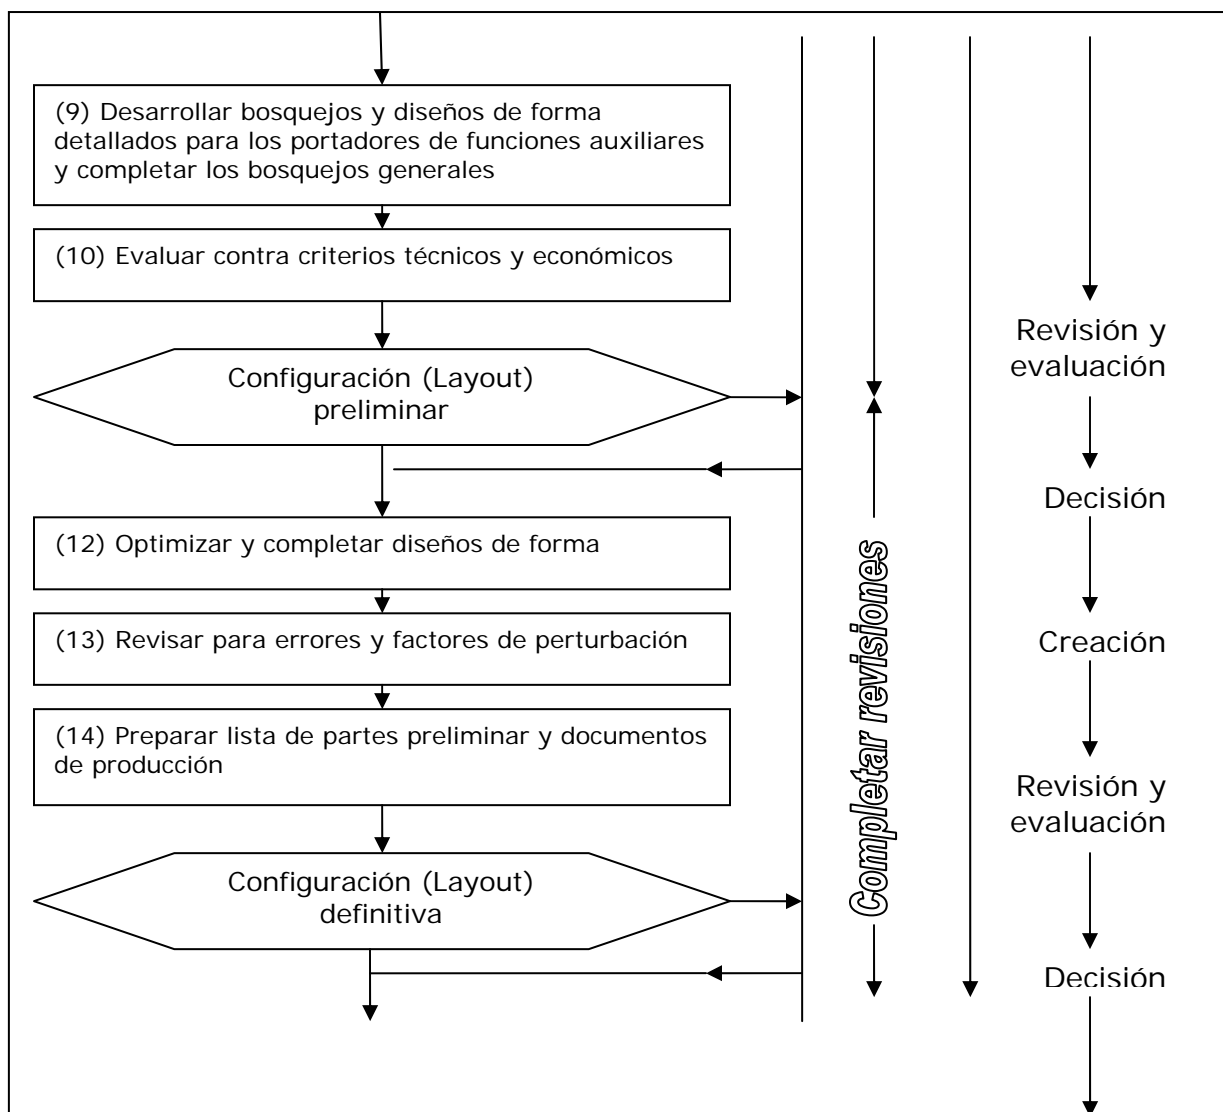 (9) Desarrollar bosquejos y diseños de forma
detallados para los portadores de funciones auxiliares
y completar los bosquejos generales
(10) Evaluar contra criterios técnicos y económicos
Configuración (Layout)
preliminar
(12) Optimizar y completar diseños de forma
(13) Revisar para errores y factores de perturbación
(14) Preparar lista de partes preliminar y documentos
de producción
Configuración (Layout)
definitiva
Completar revisiones
Revisión y
evaluación
Decisión
Creación
Revisión y
evaluación
Decisión